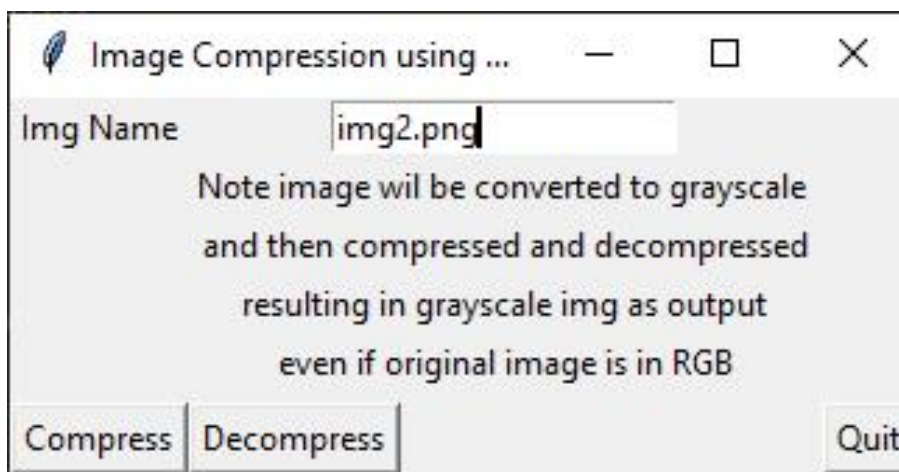 Image Compression using ...
Img Name img2.png
Note image wil be converted to grayscale
and then compressed and decompressed
resulting in grayscale img as output
even if original image is in RGB
Compress Decompress Quit